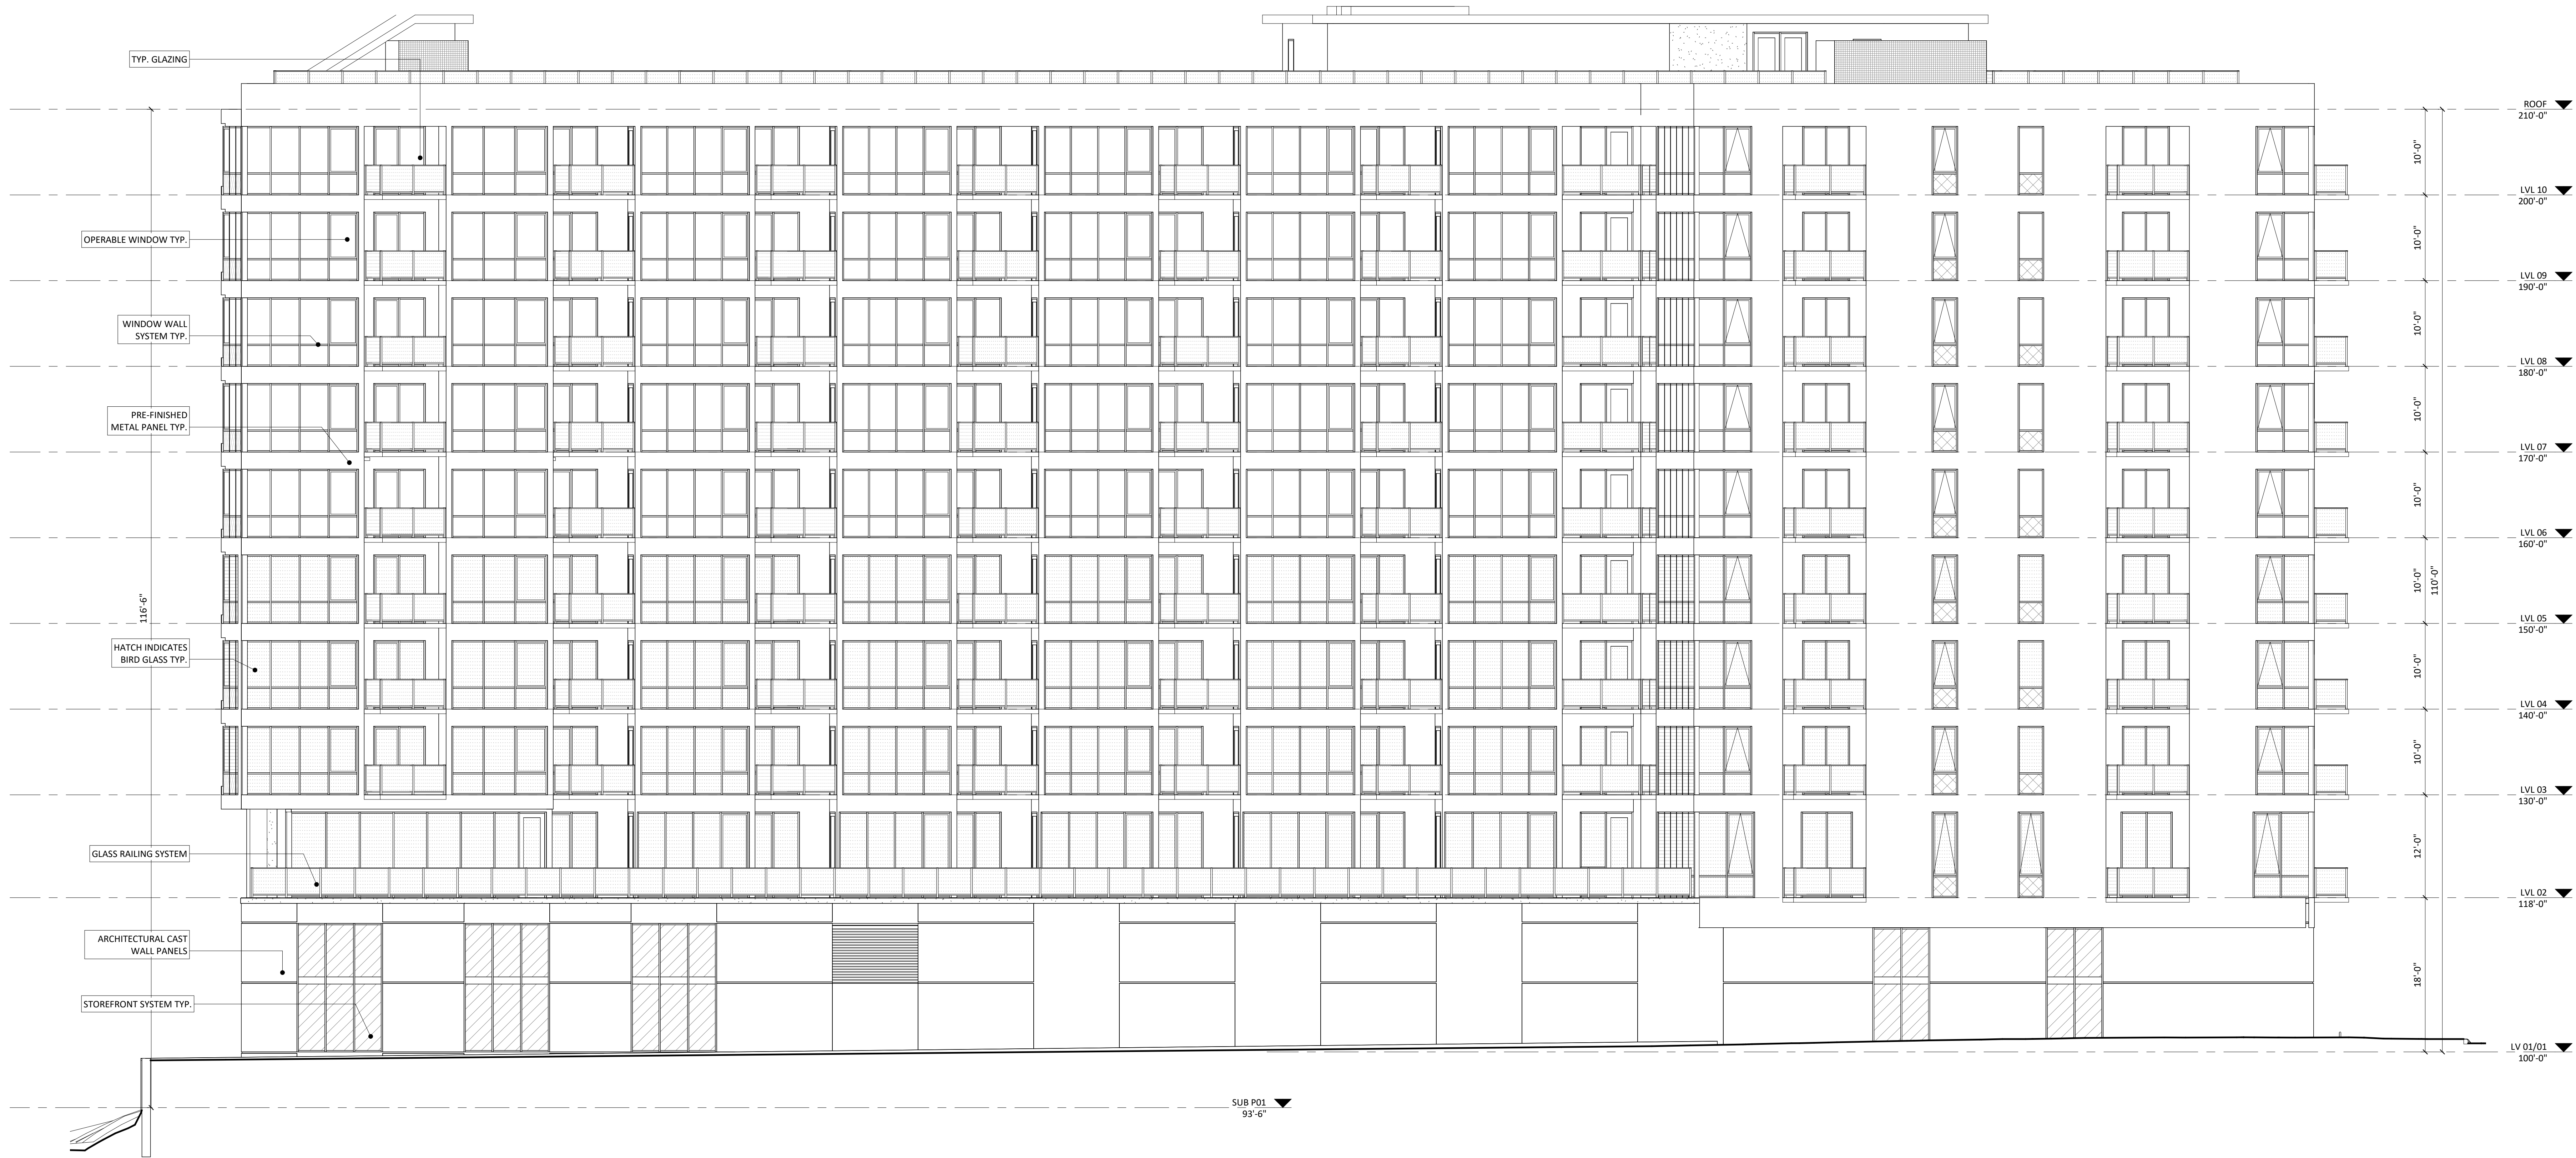 TYP. GLAZING
OPERABLE WINDOW TYP.
WINDOW WALL
SYSTEM TYP.
PRE-FINISHED
METAL PANEL TYP.
116'-6"
HATCH INDICATES
BIRD GLASS TYP.
GLASS RAILING SYSTEM
ARCHITECTURAL CAST
WALL PANELS
STOREFRONT SYSTEM TYP.
SUB P01
93'-6"
10'-0"
10'-0"
10'-0"
10'-0"
10'-0"
10'-0"
10'-0"
10'-0"
12'-0"
18'-0"
110'-0"
ROOF
210'-0"
LVL 10
200'-0"
LVL 09
190'-0"
LVL 08
180'-0"
LVL 07
170'-0"
LVL 06
160'-0"
LVL 05
150'-0"
LVL 04
140'-0"
LVL 03
130'-0"
LVL 02
118'-0"
LV 01/01
100'-0"